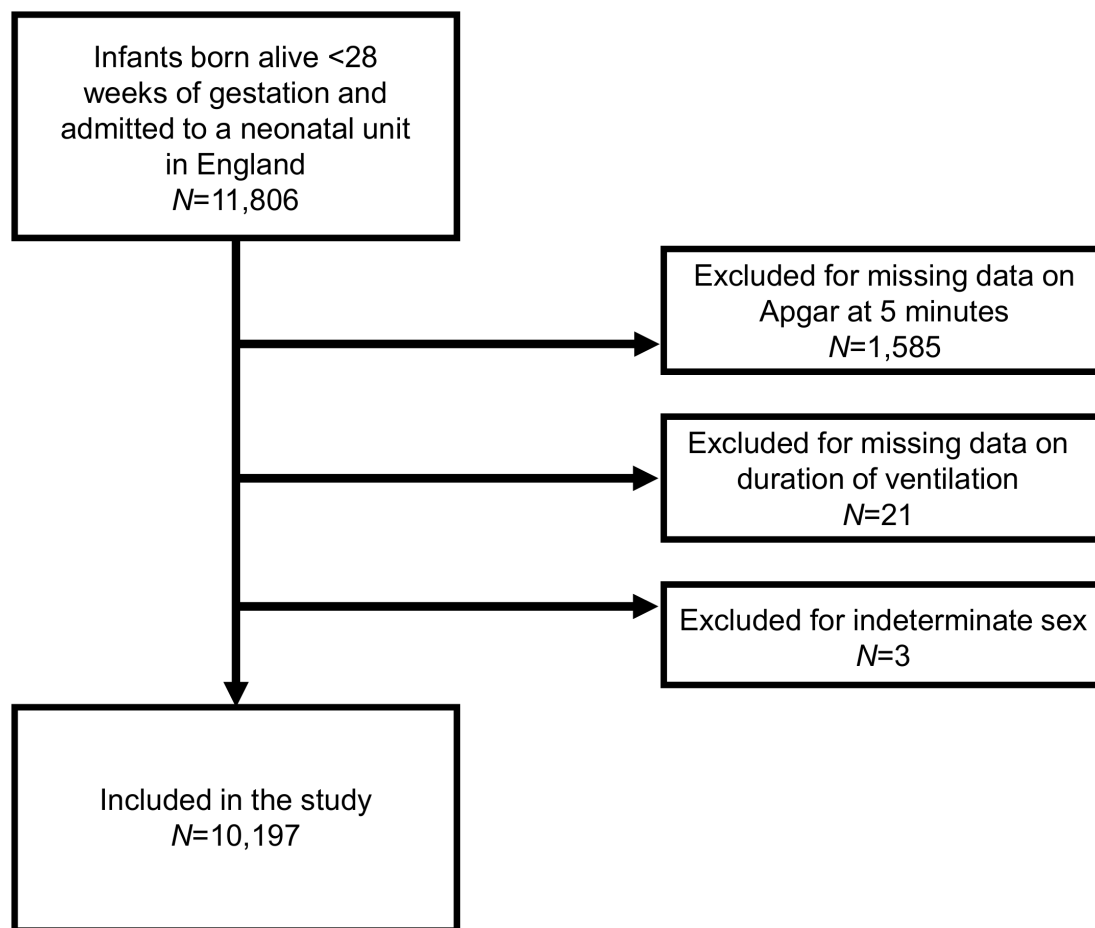 Infants born alive <28
weeks of gestation and
admitted to a neonatal unit
in England
N=11,806
Excluded for missing data on
Apgar at 5 minutes
N=1,585
Excluded for missing data on
duration of ventilation
N=21
Excluded for indeterminate sex
N=3
Included in the study
N=10,197